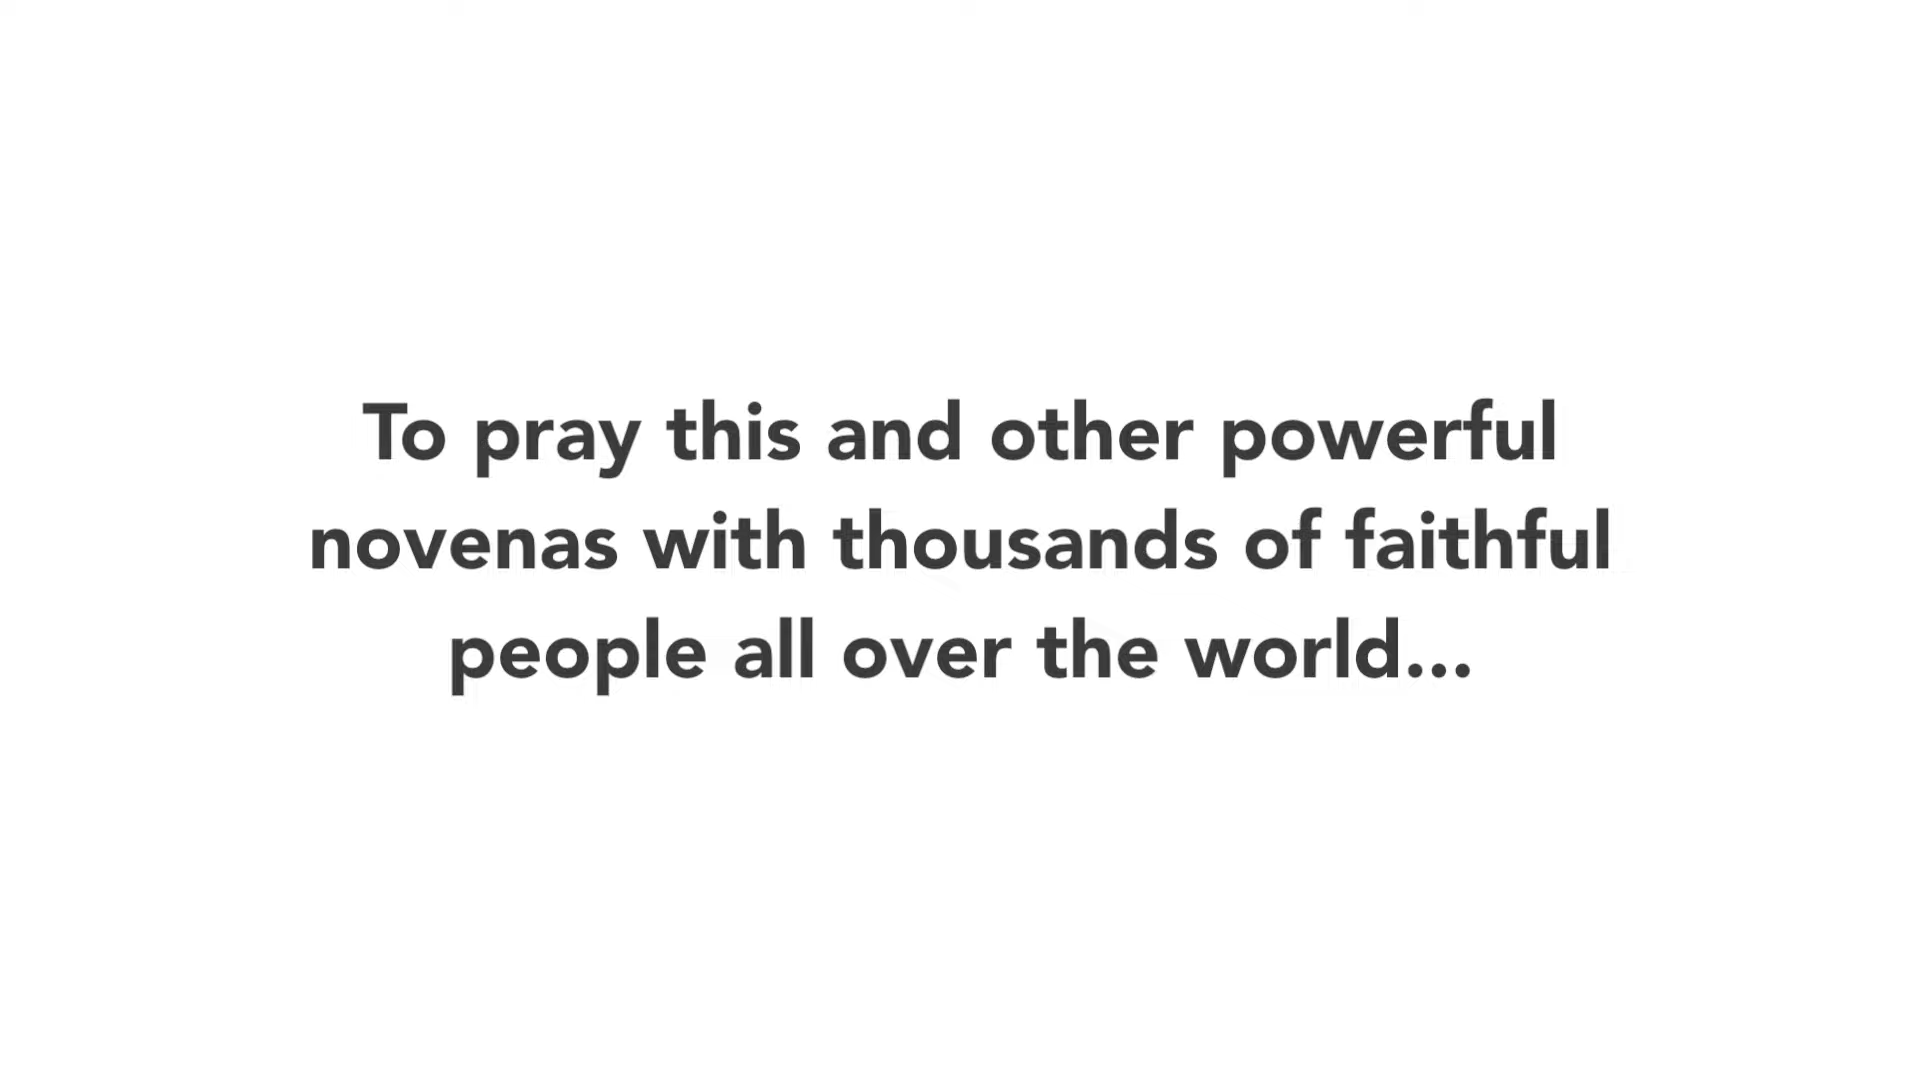 To pray this and other powerful
novenas with thousands of faithful
people all over the world...